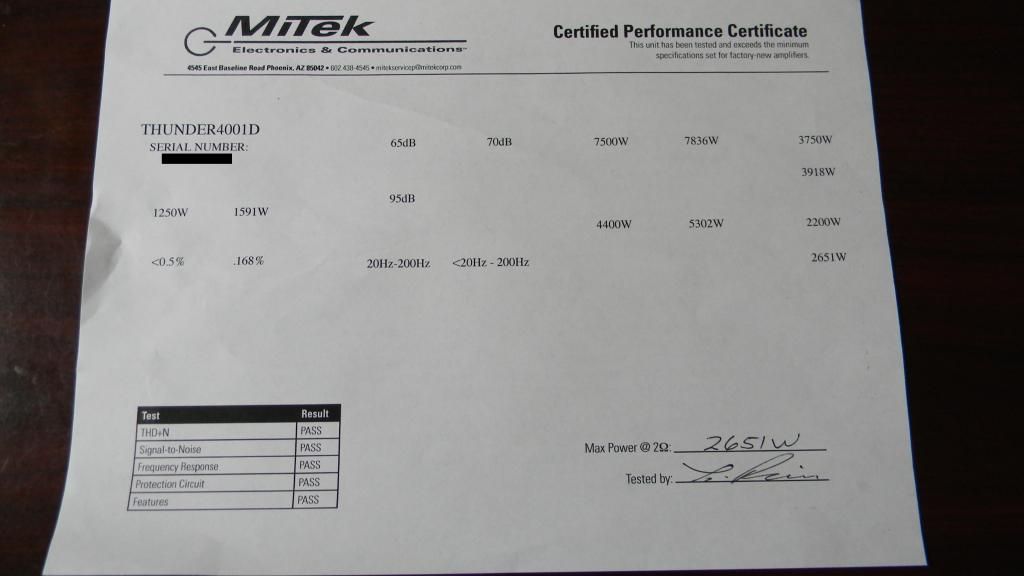 MiTek
Electronics & Communications™
4545 East Baseline Road Phoenix, AZ 85042 • 602.438-4545 • mitekservicep@mitekcorp.com
Certified Performance Certificate
This unit has been tested and exceeds the minimum
specifications set for factory-new amplifiers.
THUNDER4001D
SERIAL NUMBER:
65dB 70dB 7500W 7836W 3750W
3918W
95dB
1250W 1591W
4400W 5302W 2200W
<0.5% .168% 20Hz-200Hz <20Hz - 200Hz 2651W
Test Result
THD+N PASS
Signal-to-Noise PASS
Frequency Response PASS
Protection Circuit PASS
Features PASS
Max Power @ 2Ω: 2651W
Tested by: